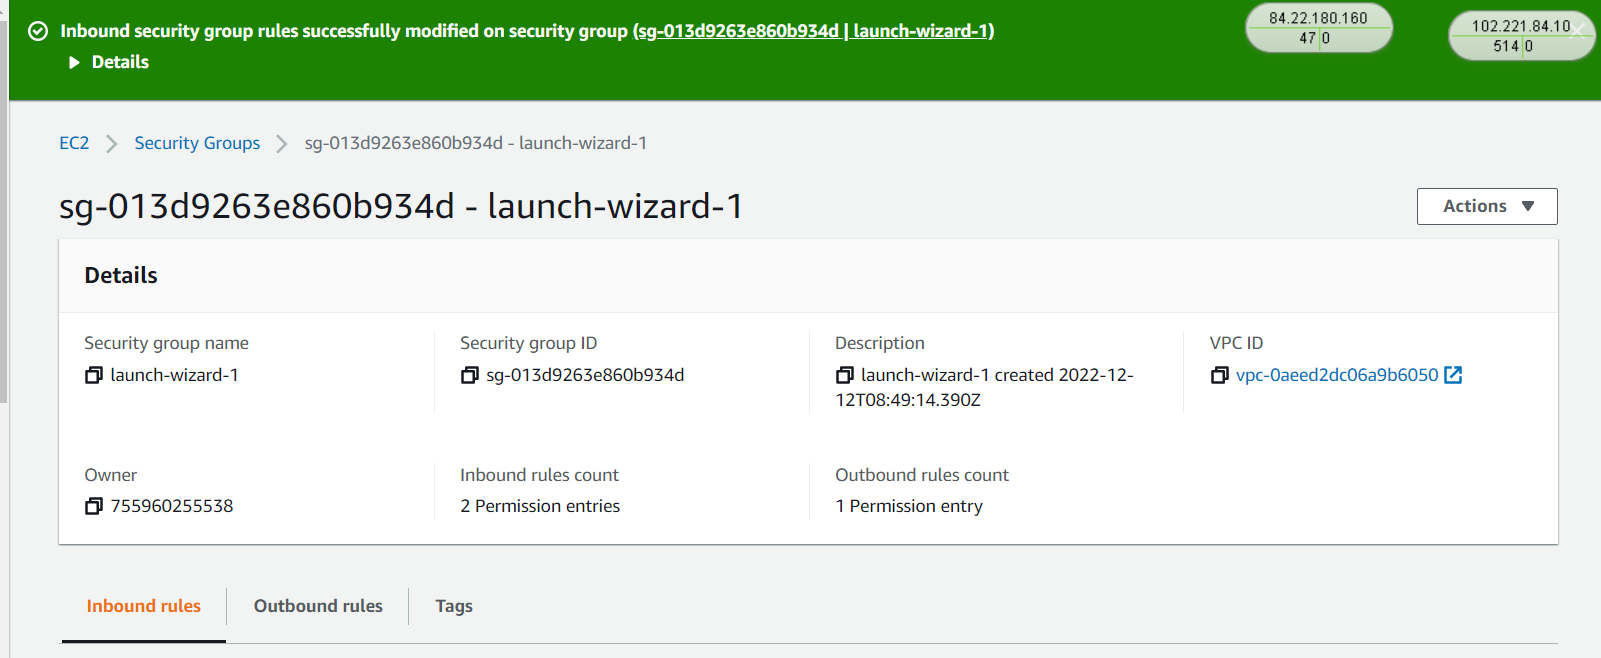 Inbound security group rules successfully modified on security group (sg-013d9263e860b934d | launch-wizard-1)
Details
84.22.180.160
47 0
102.221.84.10
514 0
EC2 Security Groups sg-013d9263e860b934d - launch-wizard-1
sg-013d9263e860b934d - launch-wizard-1
Actions
Details
Security group name
launch-wizard-1
Security group ID
sg-013d9263e860b934d
Description
launch-wizard-1 created 2022-12-
12T08:49:14.390Z
VPC ID
vpc-0aeed2dc06a9b6050
Owner
755960255538
Inbound rules count
2 Permission entries
Outbound rules count
1 Permission entry
Inbound rules
Outbound rules
Tags